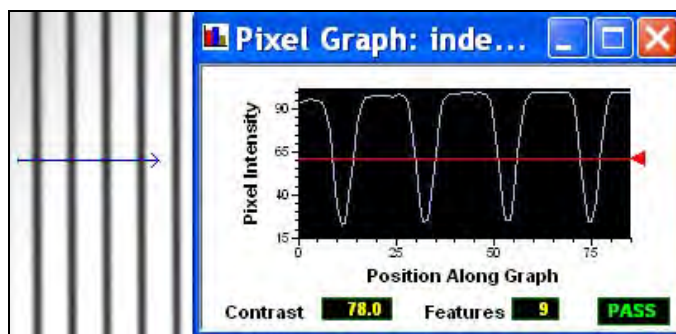 Pixel Graph: inde...
Pixel Intensity
90
65
40
15
0
25
50
75
Position Along Graph
Contrast 78.0 Features 9 PASS